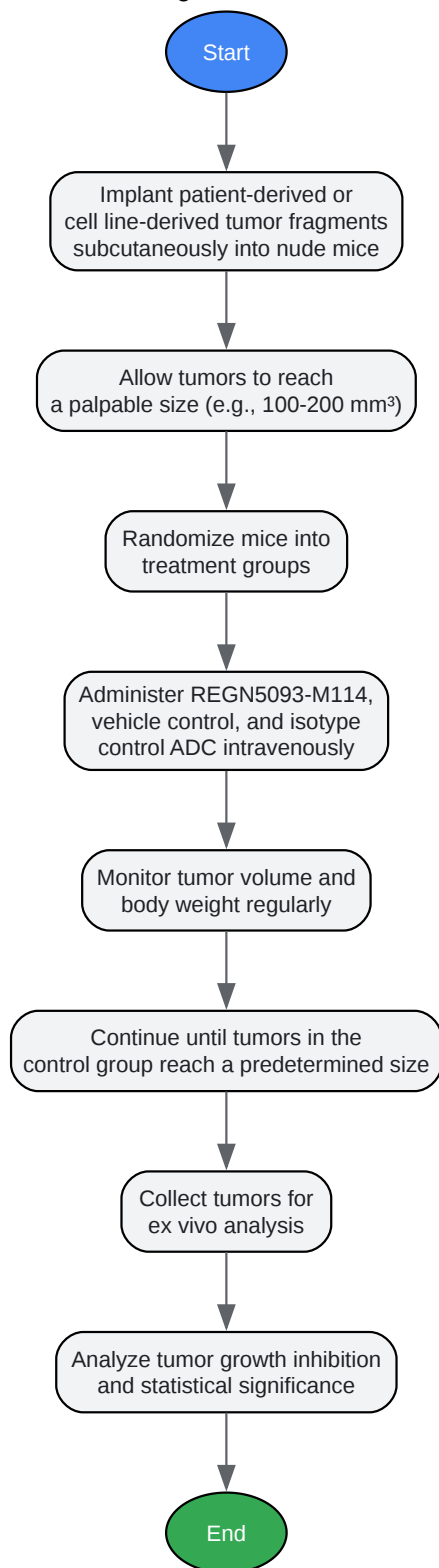 Start
Implant patient-derived or
cell line-derived tumor fragments
subcutaneously into nude mice
Allow tumors to reach
a palpable size (e.g., 100-200 mm³)
Randomize mice into
treatment groups
Administer REGN5093-M114,
vehicle control, and isotype
control ADC intravenously
Monitor tumor volume and
body weight regularly
Continue until tumors in the
control group reach a predetermined size
Collect tumors for
ex vivo analysis
Analyze tumor growth inhibition
and statistical significance
End